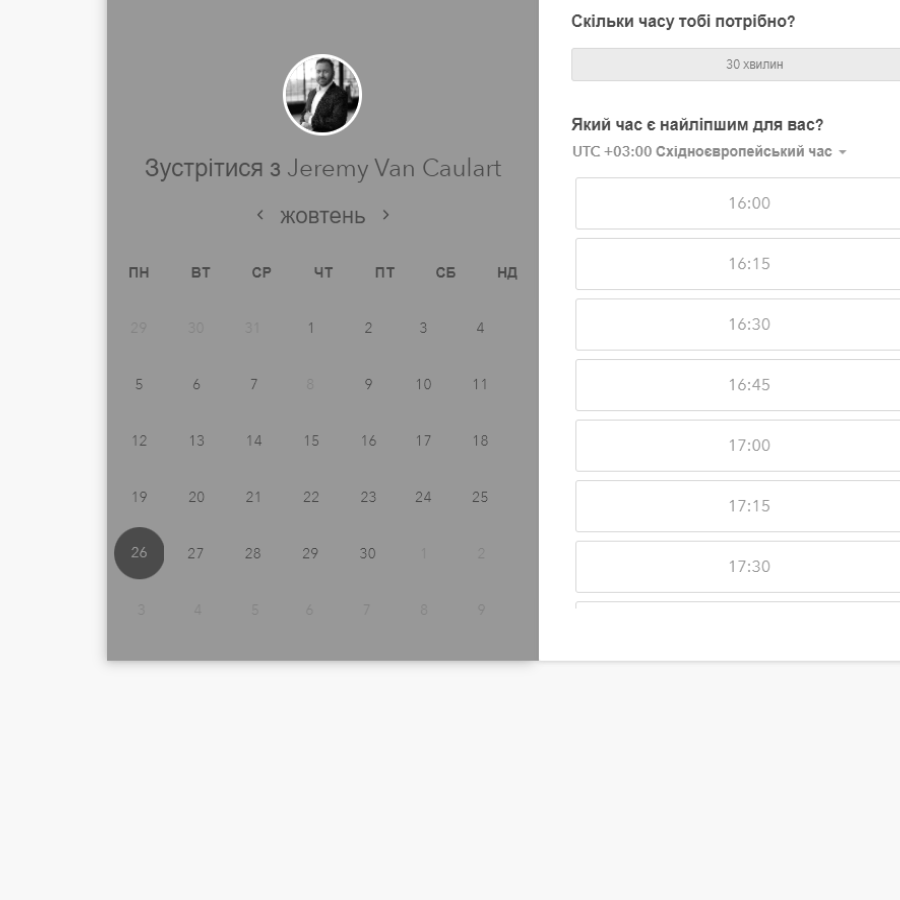 Зустрітися з Jeremy Van Caulart
жовтень
ПН ВТ СР ЧТ ПТ СБ НД
29 30 31 1 2 3 4
5 6 7 8 9 10 11
12 13 14 15 16 17 18
19 20 21 22 23 24 25
26 27 28 29 30 1 2
3 4 5 6 7 8 9
Скільки часу тобі потрібно?
30 хвилин
Який час є найліпшим для вас?
UTC +03:00 Східноєвропейський час
16:00
16:15
16:30
16:45
17:00
17:15
17:30